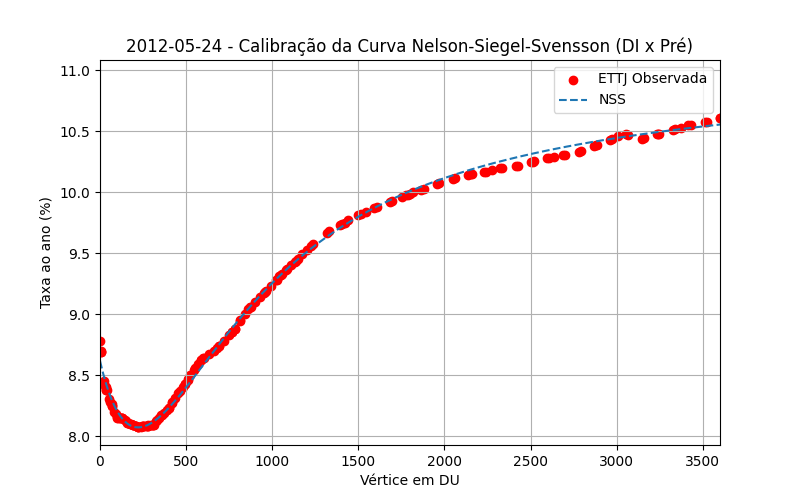 2012-05-24 - Calibração da Curva Nelson-Siegel-Svensson (DI x Pré)
ETTJ Observada
NSS
Taxa ao ano (%)
11.0
10.5
10.0
9.5
9.0
8.5
8.0
0 500 1000 1500 2000 2500 3000 3500
Vértice em DU